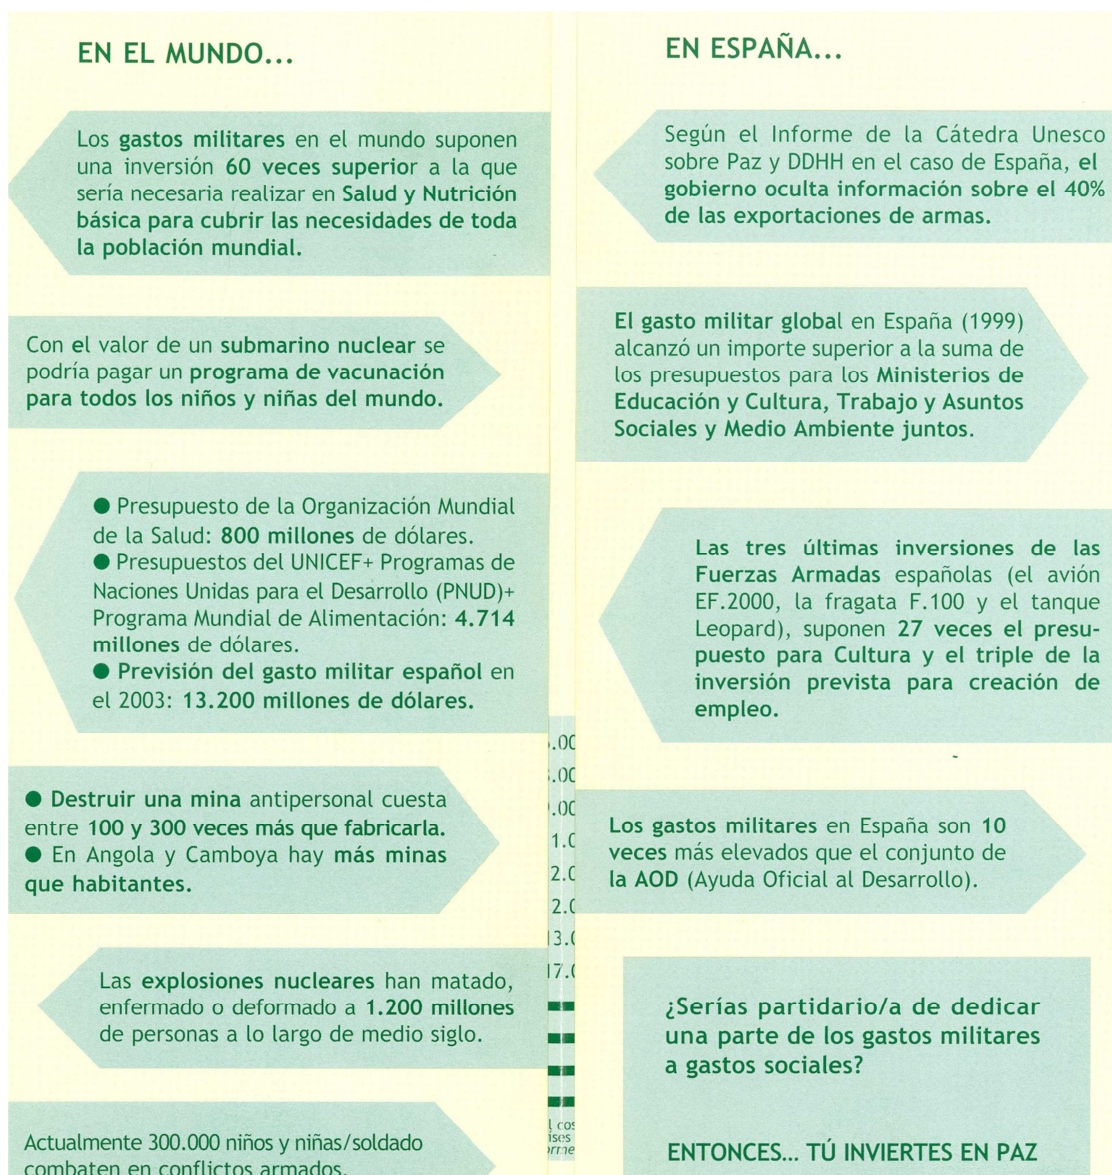 EN EL MUNDO...
Los gastos militares en el mundo suponen
una inversión 60 veces superior a la que
sería necesaria realizar en Salud y Nutrición
básica para cubrir las necesidades de toda
la población mundial.
Con el valor de un submarino nuclear se
podría pagar un programa de vacunación
para todos los niños y niñas del mundo.
● Presupuesto de la Organización Mundial
de la Salud: 800 millones de dólares.
● Presupuestos del UNICEF+ Programas de
Naciones Unidas para el Desarrollo (PNUD)+
Programa Mundial de Alimentación: 4.714
millones de dólares.
● Previsión del gasto militar español en
el 2003: 13.200 millones de dólares.
● Destruir una mina antipersonal cuesta
entre 100 y 300 veces más que fabricarla.
● En Angola y Camboya hay más minas
que habitantes.
Las explosiones nucleares han matado,
enfermado o deformado a 1.200 millones
de personas a lo largo de medio siglo.
Actualmente 300.000 niños y niñas/soldado
combaten en conflictos armados.
EN ESPAÑA...
Según el Informe de la Cátedra Unesco
sobre Paz y DDHH en el caso de España, el
gobierno oculta información sobre el 40%
de las exportaciones de armas.
El gasto militar global en España (1999)
alcanzó un importe superior a la suma de
los presupuestos para los Ministerios de
Educación y Cultura, Trabajo y Asuntos
Sociales y Medio Ambiente juntos.
Las tres últimas inversiones de las
Fuerzas Armadas españolas (el avión
EF.2000, la fragata F.100 y el tanque
Leopard), suponen 27 veces el presu-
puesto para Cultura y el triple de la
inversión prevista para creación de
empleo.
Los gastos militares en España son 10
veces más elevados que el conjunto de
la AOD (Ayuda Oficial al Desarrollo).
¿Serías partidario/a de dedicar
una parte de los gastos militares
a gastos sociales?
ENTONCES... TÚ INVIERTES EN PAZ